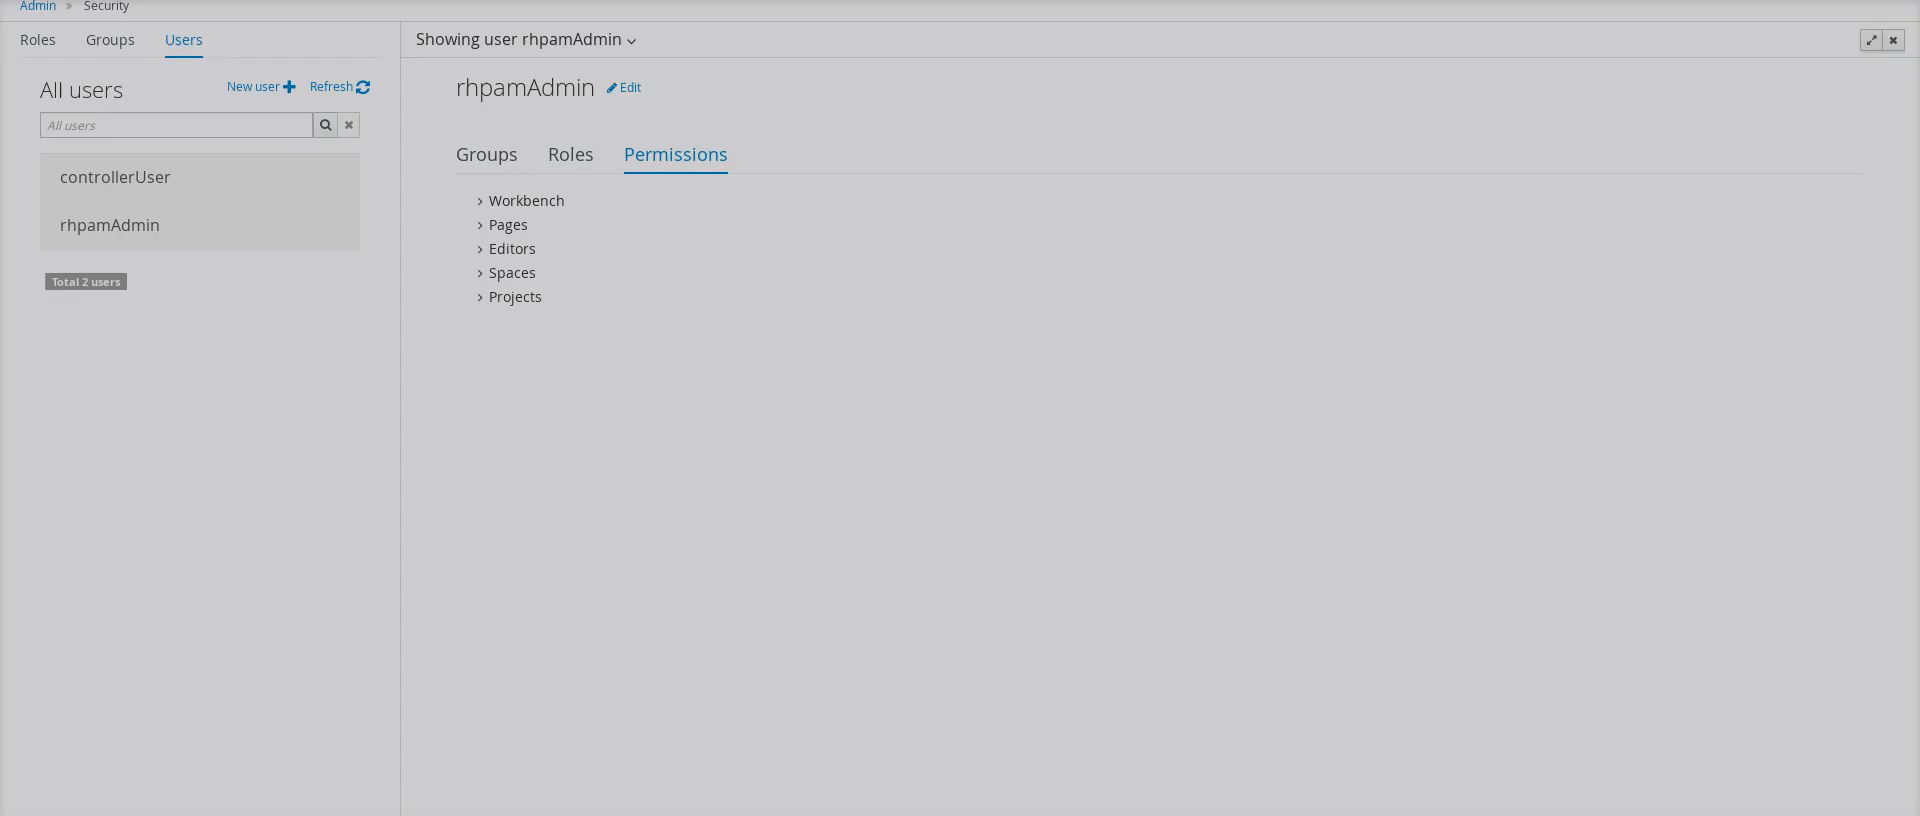 Admin » Security
Roles Groups Users
All users New user Refresh
All users
controllerUser
rhpamAdmin
Total 2 users
Showing user rhpamAdmin
rhpamAdmin Edit
Groups Roles Permissions
Workbench
Pages
Editors
Spaces
Projects